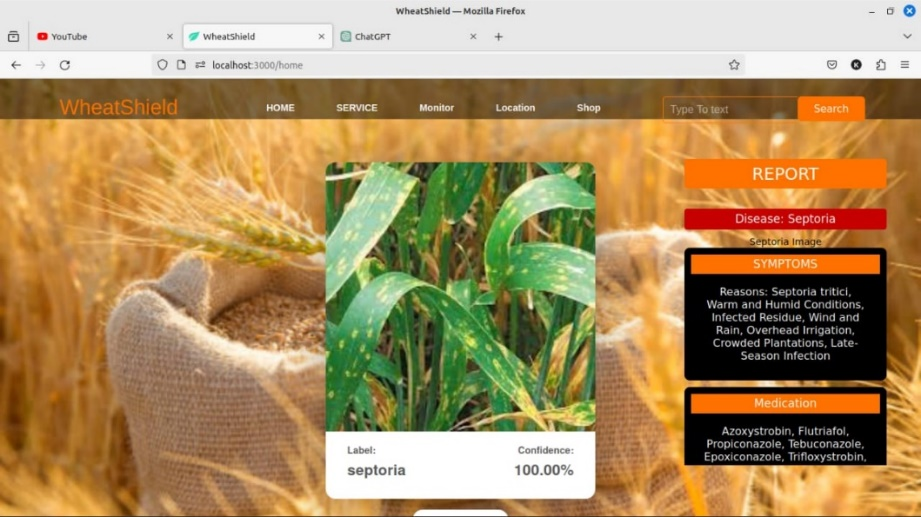 WheatShield — Mozilla Firefox
YouTube
WheatShield
ChatGPT
localhost:3000/home
WheatShield
HOME
SERVICE
Monitor
Location
Shop
Type To text
Search
REPORT
Disease: Septoria
Septoria Image
SYMPTOMS
Reasons: Septoria tritici,
Warm and Humid Conditions,
Infected Residue, Wind and
Rain, Overhead Irrigation,
Crowded Plantations, Late-
Season Infection
Medication
Azoxystrobin, Flutriafol,
Propiconazole, Tebuconazole,
Epoxiconazole, Trifloxystrobin,
Label:
Confidence:
septoria
100.00%